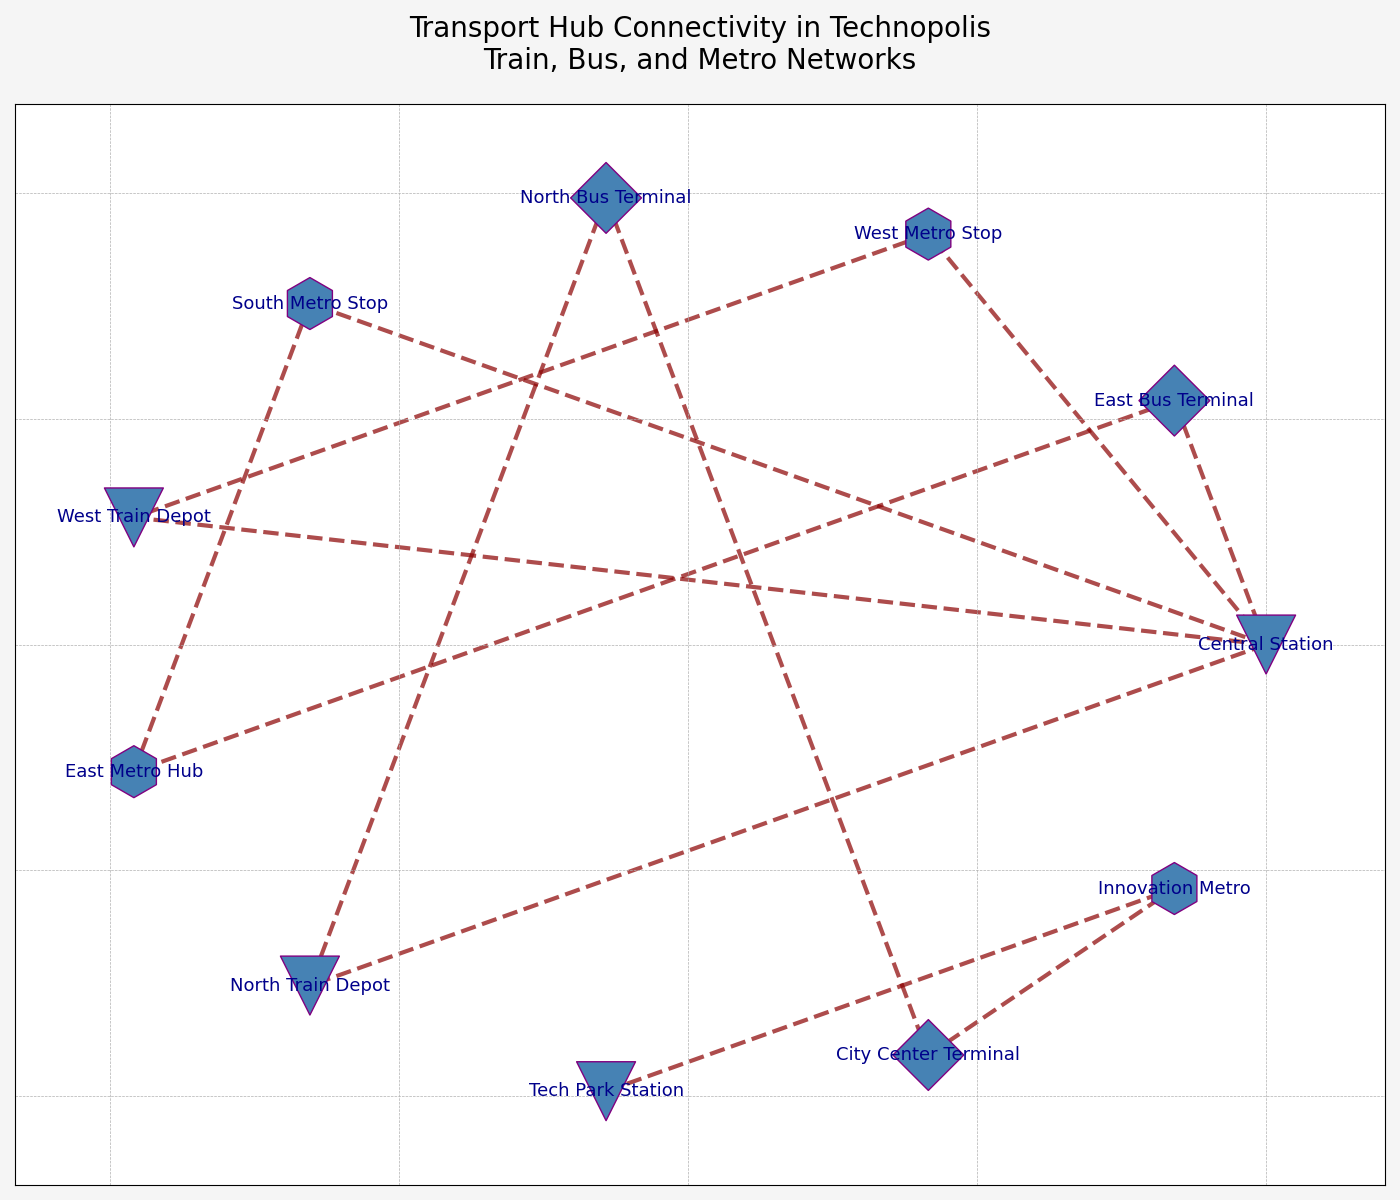 Transport Hub Connectivity in Technopolis
Train, Bus, and Metro Networks
North Bus Terminal
West Metro Stop
South Metro Stop
East Bus Terminal
West Train Depot
Central Station
East Metro Hub
Innovation Metro
North Train Depot
City Center Terminal
Tech Park Station